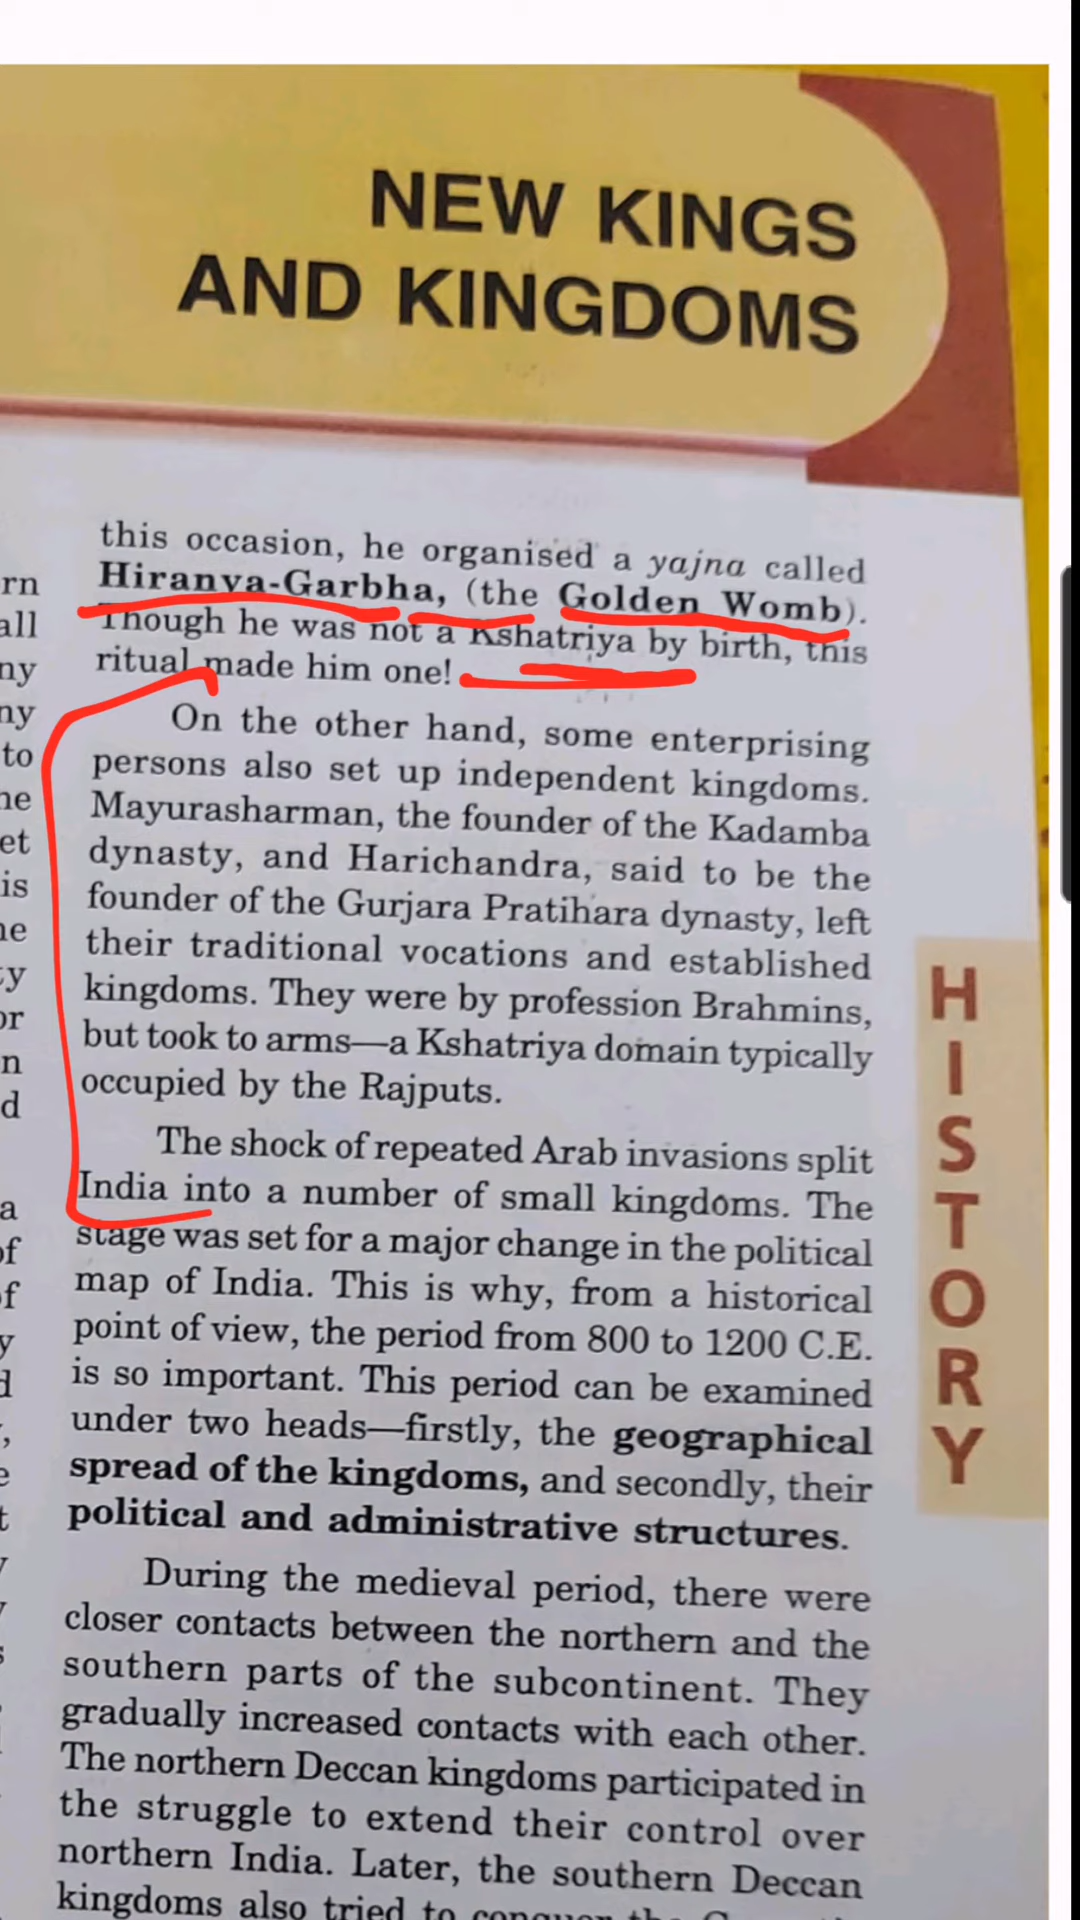 NEW KINGS
AND KINGDOMS
this occasion, he organised a yajna called
Hiranya-Garbha, (the Golden Womb).
Though he was not a Kshatriya by birth, this
ritual made him one!
On the other hand, some enterprising
persons also set up independent kingdoms.
Mayurasharman, the founder of the Kadamba
dynasty, and Harichandra, said to be the
founder of the Gurjara Pratihara dynasty, left
their traditional vocations and established
kingdoms. They were by profession Brahmins,
but took to arms—a Kshatriya domain typically
occupied by the Rajputs.
The shock of repeated Arab invasions split
India into a number of small kingdoms. The
stage was set for a major change in the political
map of India. This is why, from a historical
point of view, the period from 800 to 1200 C.E.
is so important. This period can be examined
under two heads—firstly, the geographical
spread of the kingdoms, and secondly, their
political and administrative structures.
During the medieval period, there were
closer contacts between the northern and the
southern parts of the subcontinent. They
gradually increased contacts with each other.
The northern Deccan kingdoms participated in
the struggle to extend their control over
northern India. Later, the southern Deccan
kingdoms also tried to conquer the
HISTORY